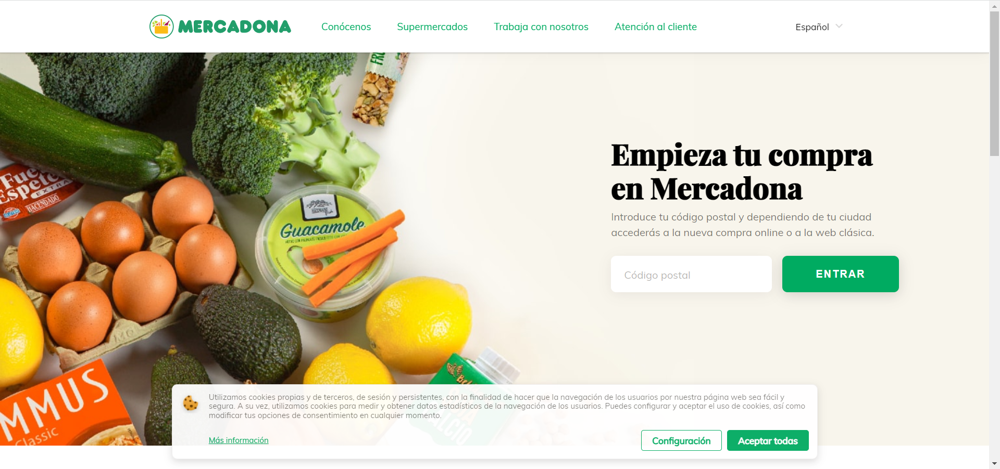 MERCADONA
Conócenos
Supermercados
Trabaja con nosotros
Atención al cliente
Español
FRU
Empieza tu compra
en Mercadona
Introduce tu código postal y dependiendo de tu ciudad
accederás a la nueva compra online o a la web clásica.
Código postal
ENTRAR
Fue
Espete
EXTRA
HACENDADO
Guacamole
MMUS
Classic
Utilizamos cookies propias y de terceros, de sesión y persistentes, con la finalidad de hacer que la navegación de los usuarios por nuestra página web sea fácil y
segura. A su vez, utilizamos cookies para medir y obtener datos estadísticos de la navegación de los usuarios. Puedes configurar y aceptar el uso de cookies, así como
modificar tus opciones de consentimiento en cualquier momento.
Más información
Configuración
Aceptar todas